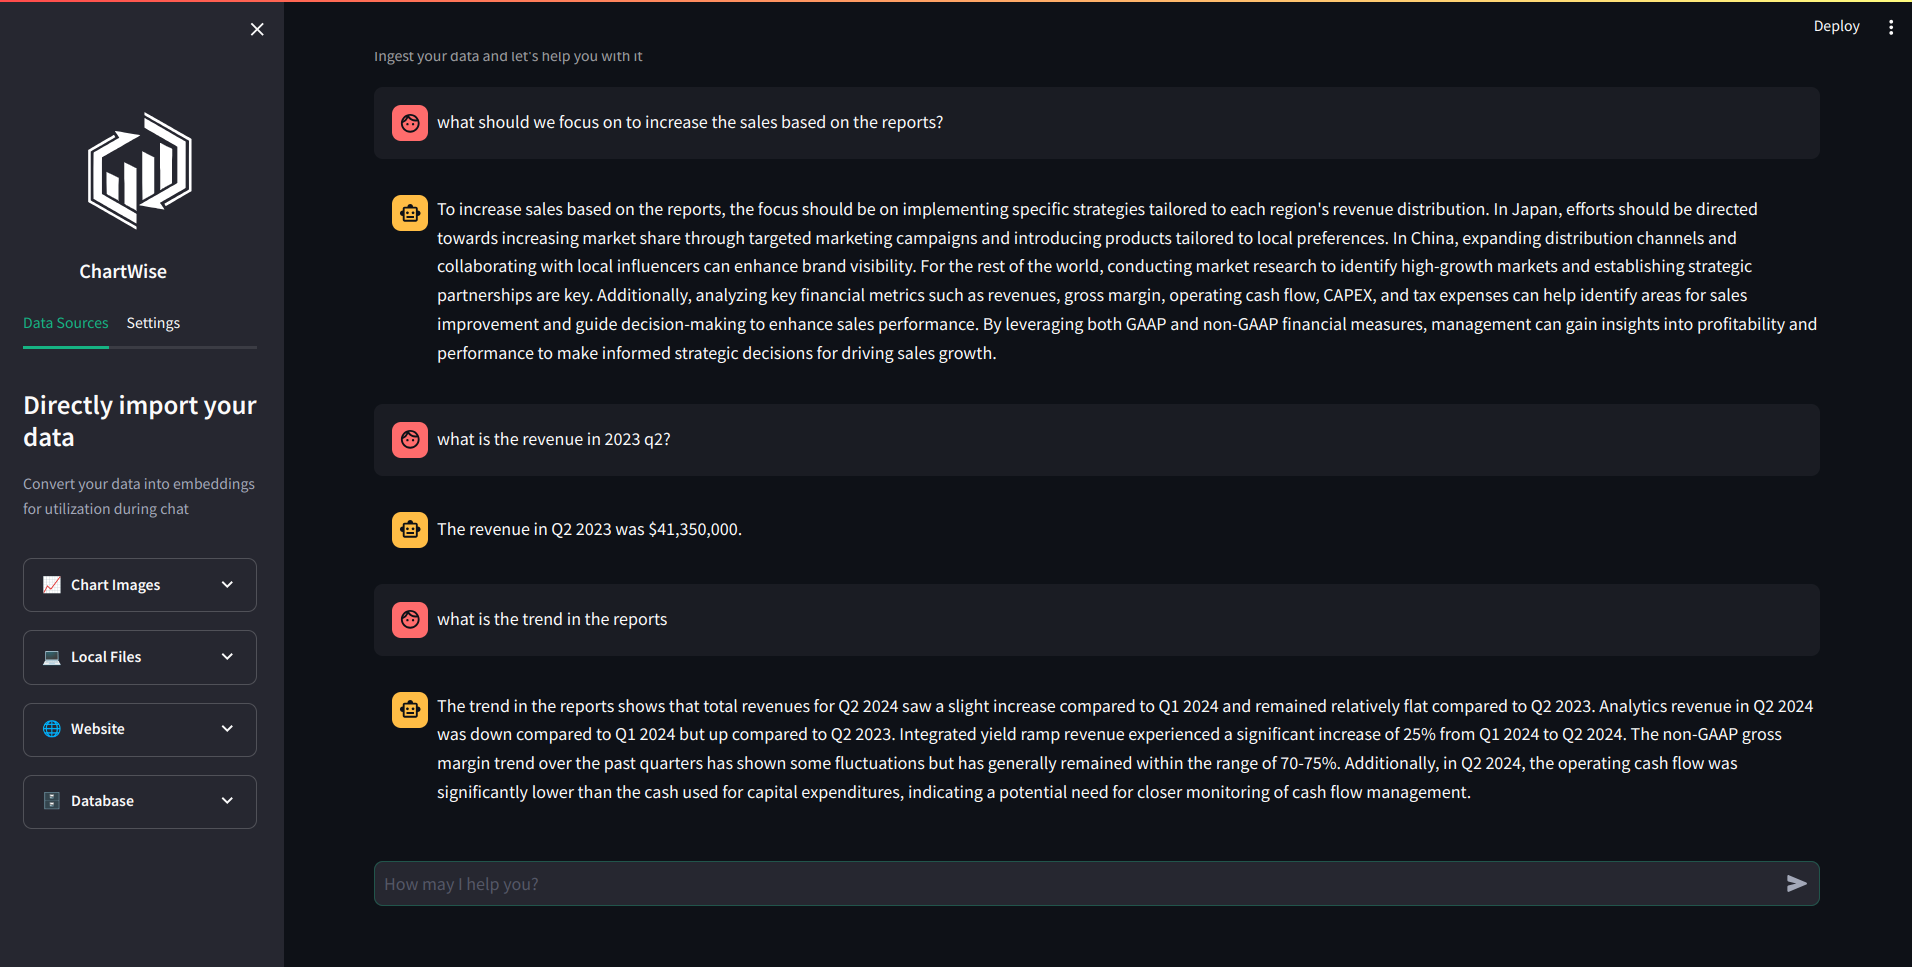 Deploy
ChartWise
Data Sources
Settings
Directly import your
data
Convert your data into embeddings
for utilization during chat
Chart Images
Local Files
Website
Database
Ingest your data and let's help you with it
what should we focus on to increase the sales based on the reports?
To increase sales based on the reports, the focus should be on implementing specific strategies tailored to each region's revenue distribution. In Japan, efforts should be directed
towards increasing market share through targeted marketing campaigns and introducing products tailored to local preferences. In China, expanding distribution channels and
collaborating with local influencers can enhance brand visibility. For the rest of the world, conducting market research to identify high-growth markets and establishing strategic
partnerships are key. Additionally, analyzing key financial metrics such as revenues, gross margin, operating cash flow, CAPEX, and tax expenses can help identify areas for sales
improvement and guide decision-making to enhance sales performance. By leveraging both GAAP and non-GAAP financial measures, management can gain insights into profitability and
performance to make informed strategic decisions for driving sales growth.
what is the revenue in 2023 q2?
The revenue in Q2 2023 was $41,350,000.
what is the trend in the reports
The trend in the reports shows that total revenues for Q2 2024 saw a slight increase compared to Q1 2024 and remained relatively flat compared to Q2 2023. Analytics revenue in Q2 2024
was down compared to Q1 2024 but up compared to Q2 2023. Integrated yield ramp revenue experienced a significant increase of 25% from Q1 2024 to Q2 2024. The non-GAAP gross
margin trend over the past quarters has shown some fluctuations but has generally remained within the range of 70-75%. Additionally, in Q2 2024, the operating cash flow was
significantly lower than the cash used for capital expenditures, indicating a potential need for closer monitoring of cash flow management.
How may I help you?